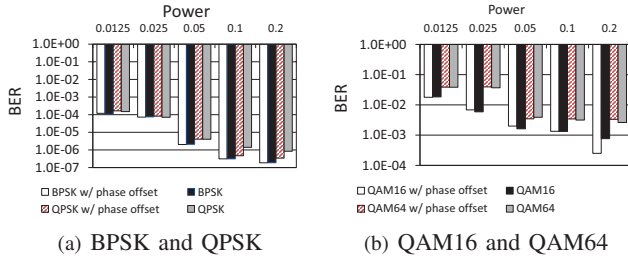 Power
0.0125 0.025 0.05 0.1 0.2
1.0E+00
1.0E-01
1.0E-02
1.0E-03
1.0E-04
1.0E-05
1.0E-06
1.0E-07
BER
BPSK w/ phase offset BPSK
QPSK w/ phase offset QPSK
(a) BPSK and QPSK
Power
0.0125 0.025 0.05 0.1 0.2
1.0E+00
1.0E-01
1.0E-02
1.0E-03
1.0E-04
BER
QAM16 w/ phase offset QAM16
QAM64 w/ phase offset QAM64
(b) QAM16 and QAM64